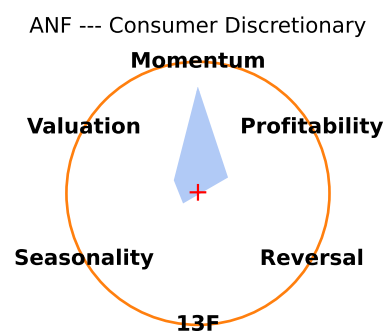 ANF --- Consumer Discretionary
Momentum
Valuation
Profitability
Seasonality
Reversal
13F